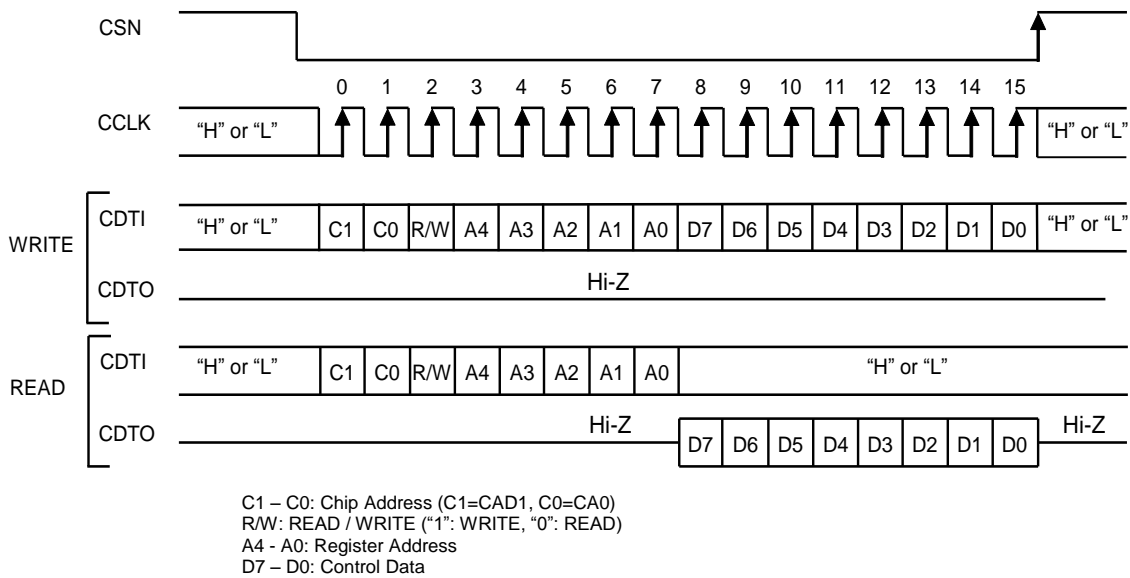 CSN
0 1 2 3 4 5 6 7 8 9 10 11 12 13 14 15
CCLK “H” or “L” “H” or “L”
WRITE
CDTI “H” or “L” C1 C0 R/W A4 A3 A2 A1 A0 D7 D6 D5 D4 D3 D2 D1 D0 “H” or “L”
CDTO Hi-Z
READ
CDTI “H” or “L” C1 C0 R/W A4 A3 A2 A1 A0 “H” or “L”
CDTO Hi-Z D7 D6 D5 D4 D3 D2 D1 D0 Hi-Z
C1 – C0: Chip Address (C1=CAD1, C0=CA0)
R/W: READ / WRITE (“1”: WRITE, “0”: READ)
A4 - A0: Register Address
D7 – D0: Control Data